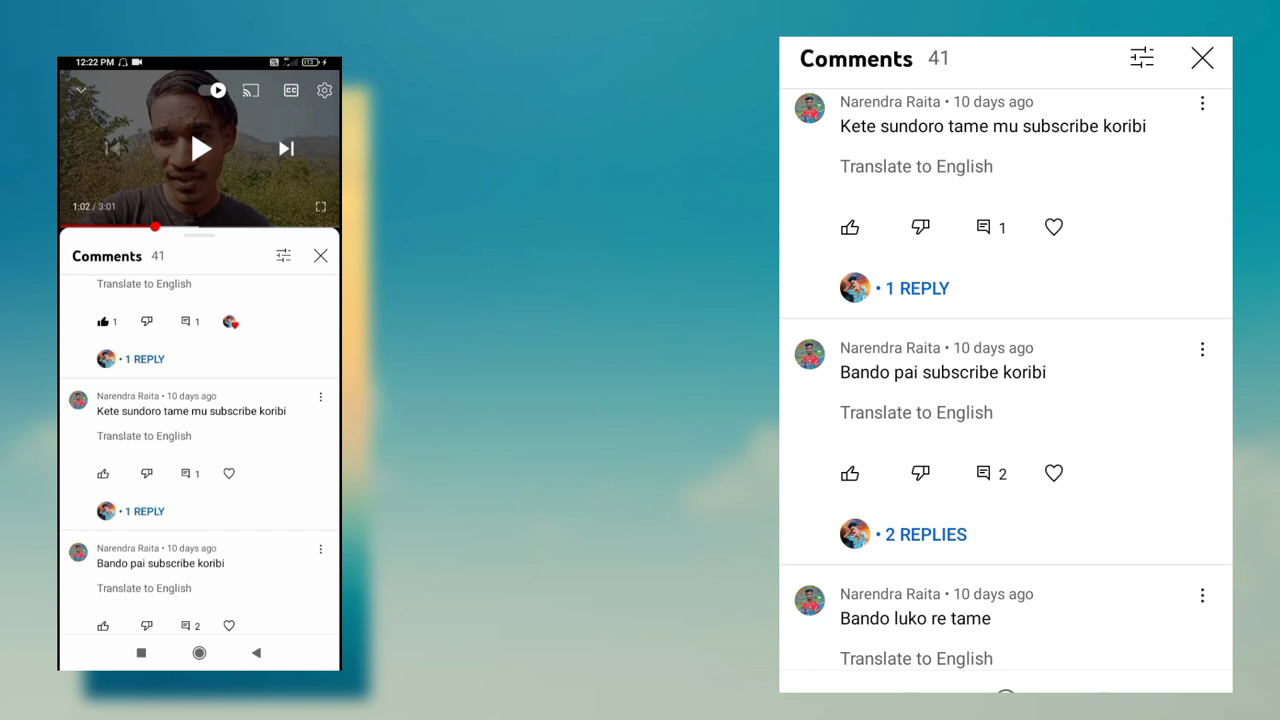 12:22 PM
CC
1:02 / 3:01
Comments 41
Translate to English
1 1
• 1 REPLY
Narendra Raita • 10 days ago
Kete sundoro tame mu subscribe koribi
Translate to English
1
• 1 REPLY
Narendra Raita • 10 days ago
Bando pai subscribe koribi
Translate to English
2
Comments 41
Narendra Raita • 10 days ago
Kete sundoro tame mu subscribe koribi
Translate to English
1
• 1 REPLY
Narendra Raita • 10 days ago
Bando pai subscribe koribi
Translate to English
2
• 2 REPLIES
Narendra Raita • 10 days ago
Bando luko re tame
Translate to English